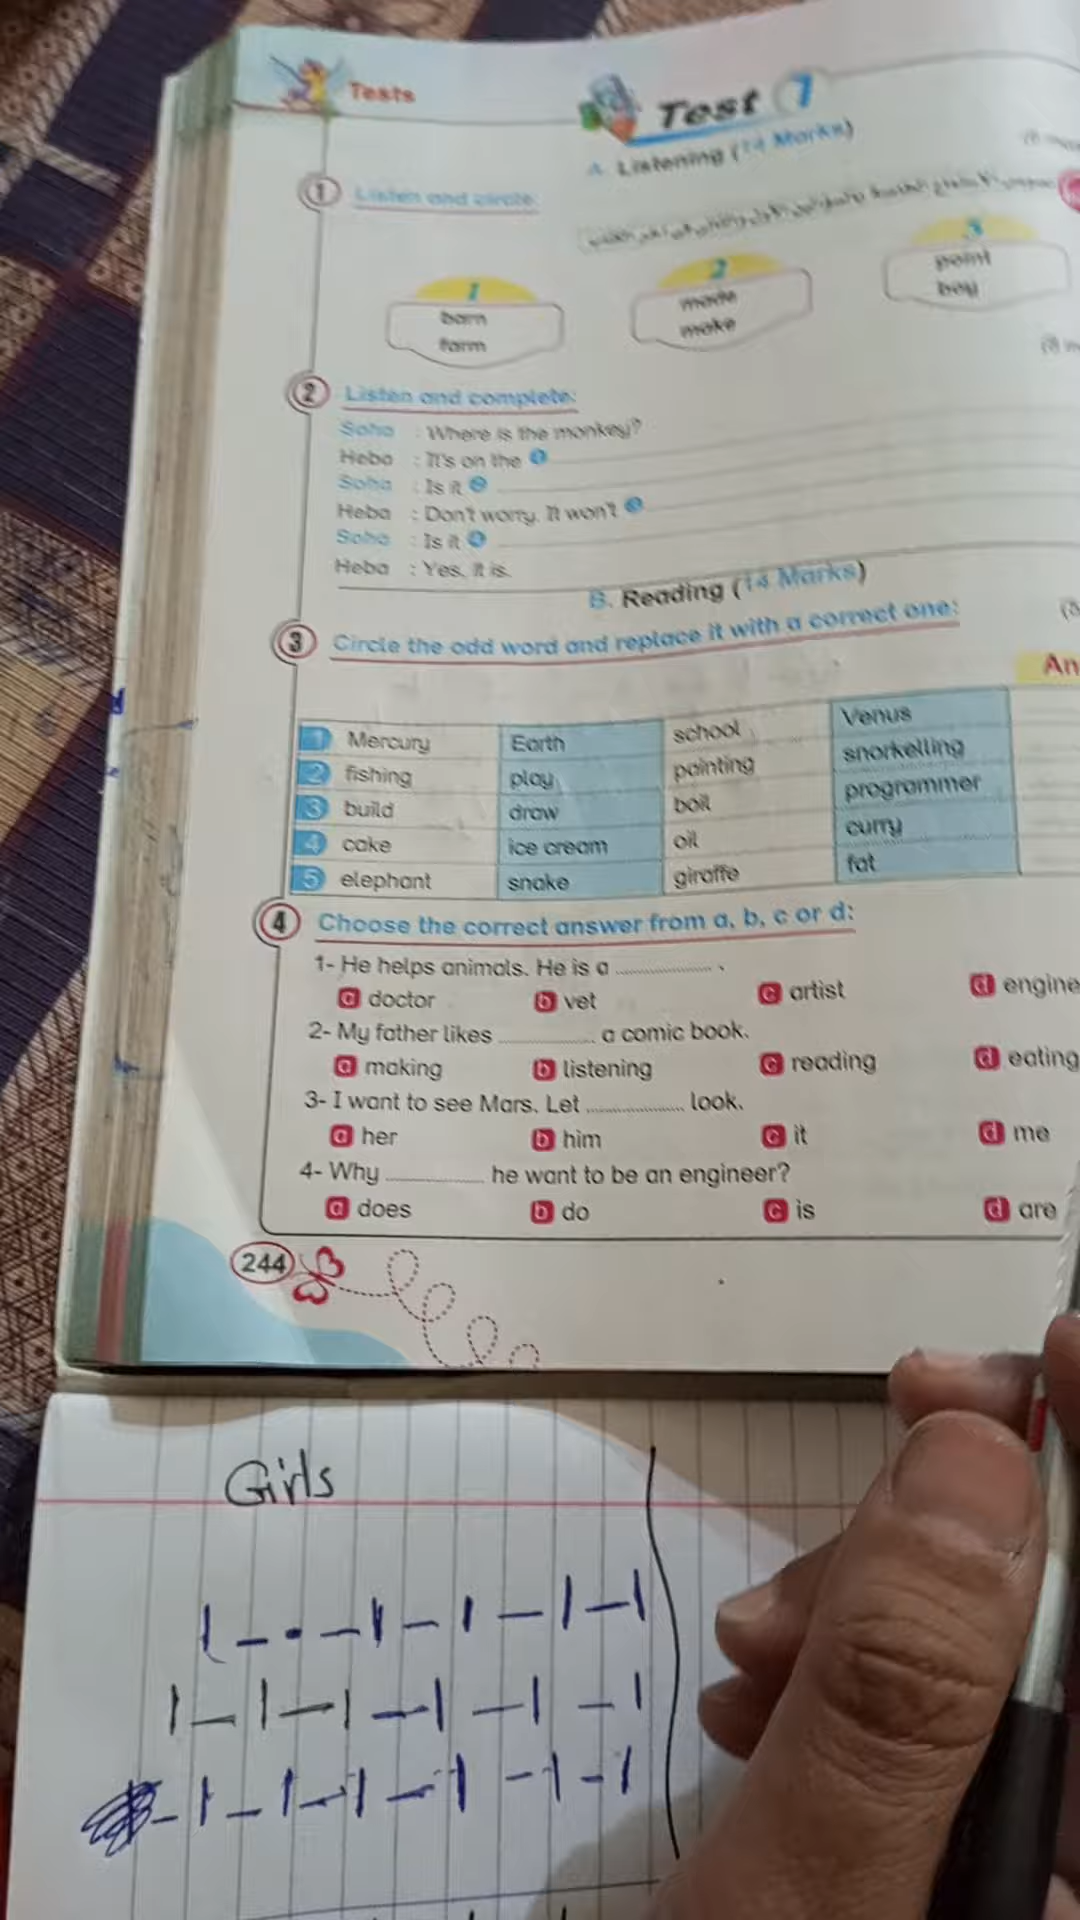 Tests
Test 7
A. Listening (14 Marks)
1 Listen and circle:
1
barn
farm
2
made
make
3
point
boy
2 Listen and complete:
Soha : Where is the monkey?
Heba : It's on the 1
Soha : Is it 2
Heba : Don't worry. It won't 3
Soha : Is it 4
Heba : Yes, it is.
B. Reading (14 Marks)
3 Circle the odd word and replace it with a correct one:
An
1 Mercury Earth school Venus
2 fishing play painting snorkelling
3 build draw boil programmer
4 cake ice cream oil curry
5 elephant snake giraffe fat
4 Choose the correct answer from a, b, c or d:
1- He helps animals. He is a .................... .
a doctor b vet c artist d engine
2- My father likes .................... a comic book.
a making b listening c reading d eating
3- I want to see Mars. Let .................... look.
a her b him c it d me
4- Why .................... he want to be an engineer?
a does b do c is d are
244
Girls